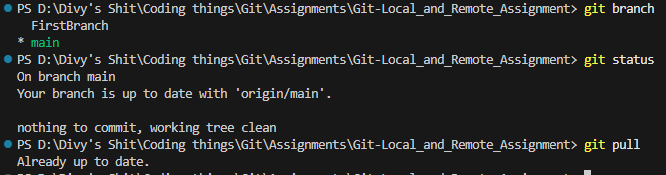 PS D:\Divy's Shit\Coding things\Git\Assignments\Git-Local_and_Remote_Assignment> git branch
  FirstBranch
* main
PS D:\Divy's Shit\Coding things\Git\Assignments\Git-Local_and_Remote_Assignment> git status
On branch main
Your branch is up to date with 'origin/main'.

nothing to commit, working tree clean
PS D:\Divy's Shit\Coding things\Git\Assignments\Git-Local_and_Remote_Assignment> git pull
Already up to date.